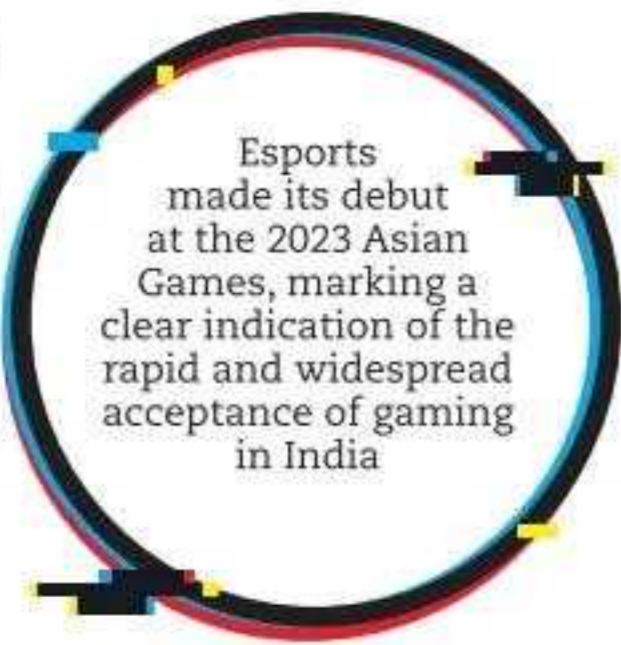 Esports
made its debut
at the 2023 Asian
Games, marking a
clear indication of the
rapid and widespread
acceptance of gaming
in India